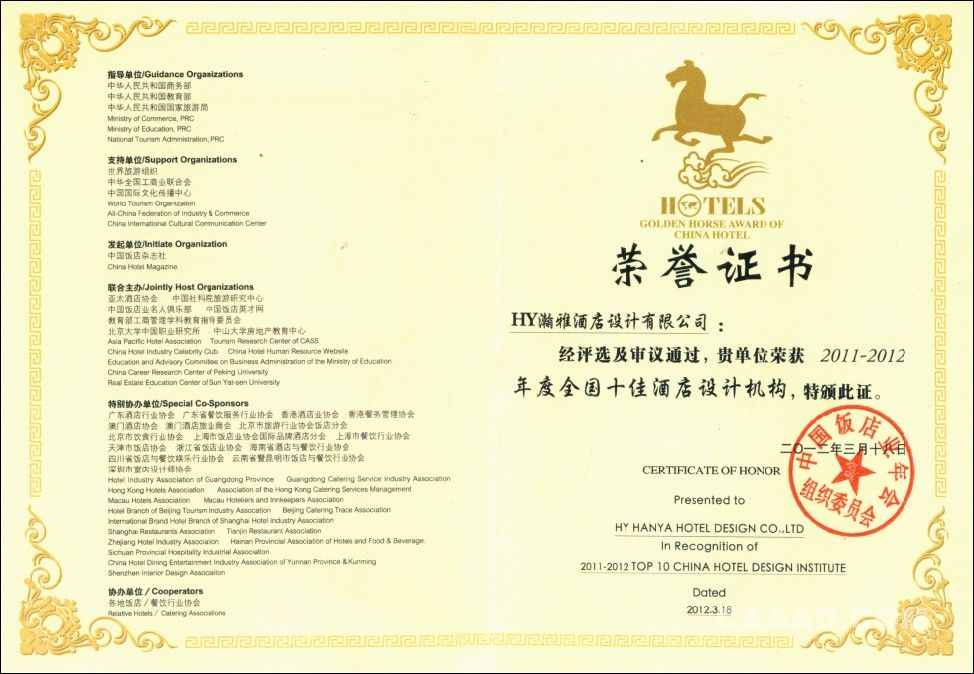 指导单位/Guidance Orgaizations
中华人民共和国商务部
中华人民共和国教育部
中华人民共和国国家旅游局
Ministry of Commerce, PRC
Ministry of Education, PRC
National Tourism Administration, PRC
支持单位/Support Organizations
世界旅游组织
中华全国工商业联合会
中国国际文化传播中心
World Tourism Organization
All-China Federation of Industry & Commerce
China International Cultural Communication Center
发起单位/Initiate Organization
中国饭店杂志社
China Hotel Magazine
联合主办/Jointly Host Organizations
亚太酒店协会 中国社科院旅游研究中心
中国饭店业名人俱乐部 中国饭店英才网
教育部工商管理学科教育指导委员会
北京大学中国职业研究所 中山大学房地产教育中心
Asia Pacific Hotel Association Tourism Research Center of CASS
China Hotel Industry Celebrity Club China Hotel Human Resource Website
Education and Advisory Committee on Business Administration of the Ministry of Education
China Career Research Center of Peking University
Real Estate Education Center of Sun Yat-sen University
特别协办单位/Special Co-Sponsors
广东酒店行业协会 广东省餐饮服务行业协会 香港酒店业协会 香港餐务管理协会
澳门酒店协会 澳门酒店旅业商会 北京市旅游行业协会饭店分会
北京市饮食行业协会 上海市饭店业协会国际品牌酒店分会 上海市餐饮行业协会
天津市饭店协会 浙江省饭店业协会 海南省酒店与餐饮行业协会
四川省饭店与餐饮娱乐行业协会 云南省暨昆明市饭店与餐饮行业协会
深圳市室内设计师协会
Hotel Industry Association of Guangdong Province Guangdong Catering Service Industry Association
Hong Kong Hotels Association Association of the Hong Kong Catering Services Management
Macau Hotels Association Macau Hoteliers and Innkeepers Association
Hotel Branch of Beijing Tourism Industry Assocation Beijing Catering Trace Association
International Brand Hotel Branch of Shanghai Hotel Industry Association
Shanghai Restaurants Association Tianjin Restaurant Association
Zhejiang Hotel Industry Association Hainan Provincial Association of Hotels and Food & Beverage.
Sichuan Provincial Hospitality Industrial Association
China Hotel Dining Entertainment Industry Association of Yunnan Province & Kunming
Shenzhen Interior Design Associaiton
协办单位 / Cooperators
各地饭店 / 餐饮行业协会
Relative Hotels / Catering Associations
HOTELS
GOLDEN HORSE AWARD OF
CHINA HOTEL
荣誉证书
HY瀚雅酒店设计有限公司：
经评选及审议通过，贵单位荣获 2011-2012
年度全国十佳酒店设计机构，特颁此证。
二〇一二年三月十八日
中国饭店业年会
组织委员会
CERTIFICATE OF HONOR
Presented to
HY HANYA HOTEL DESIGN CO.,LTD
In Recognition of
2011-2012 TOP 10 CHINA HOTEL DESIGN INSTITUTE
Dated
2012.3.18